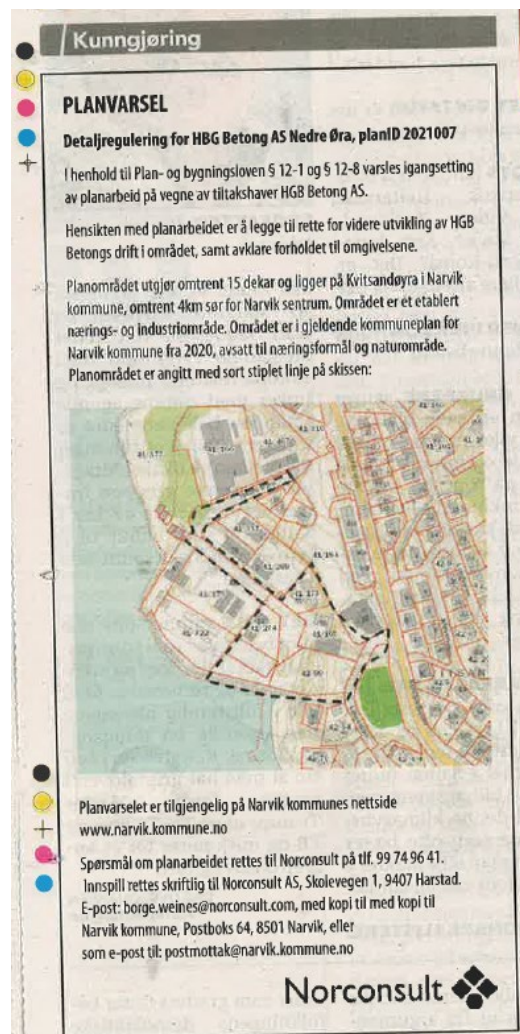 Kunngjøring
PLANVARSEL
Detaljregulering for HBG Betong AS Nedre Øra, planID 2021007
I henhold til Plan- og bygningsloven § 12-1 og § 12-8 varsles igangsetting
av planarbeid på vegne av tiltakshaver HGB Betong AS.
Hensikten med planarbeidet er å legge til rette for videre utvikling av HGB
Betongs drift i området, samt avklare forholdet til omgivelsene.
Planområdet utgjør omtrent 15 dekar og ligger på Kvitsandøyra i Narvik
kommune, omtrent 4km sør for Narvik sentrum. Området er et etablert
nærings- og industriområde. Området er i gjeldende kommuneplan for
Narvik kommune fra 2020, avsatt til næringsformål og naturområde.
Planområdet er angitt med sort stiplet linje på skissen:
Planvarselet er tilgjengelig på Narvik kommunes nettside
www.narvik.kommune.no
Spørsmål om planarbeidet rettes til Norconsult på tlf. 99 74 96 41.
Innspill rettes skriftlig til Norconsult AS, Skolevegen 1, 9407 Harstad.
E-post: borge.weines@norconsult.com, med kopi til med kopi til
Narvik kommune, Postboks 64, 8501 Narvik, eller
som e-post til: postmottak@narvik.kommune.no
Norconsult